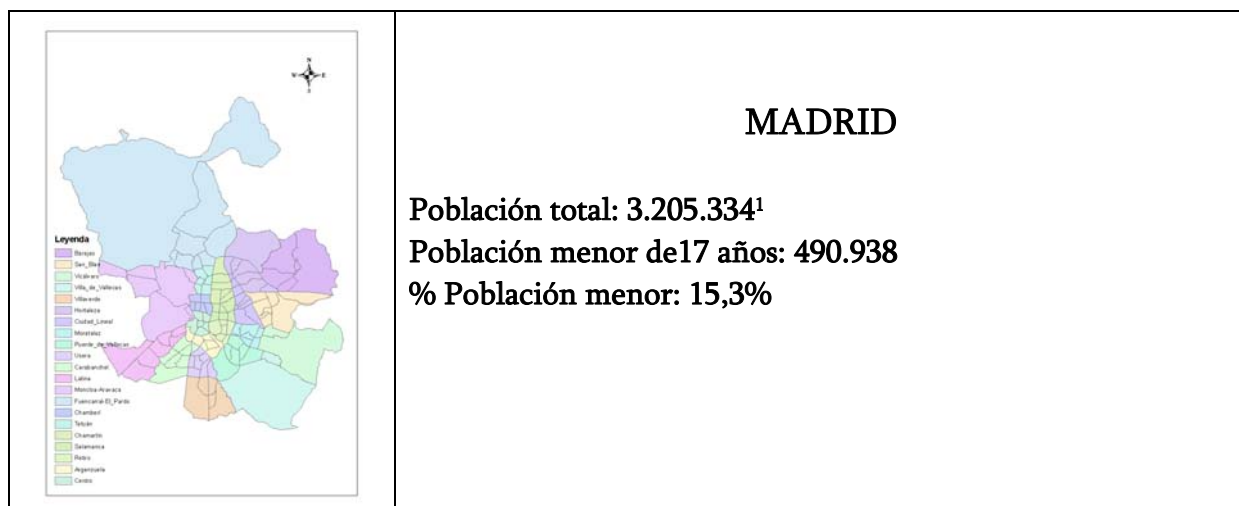 N
W E
S
Leyenda
Barajas
San_Blas
Vicálvaro
Villa_de_Vallecas
Villaverde
Hortaleza
Ciudad_Lineal
Moratalaz
Puente_de_Vallecas
Usera
Carabanchel
Latina
Moncloa-Aravaca
Fuencarral-El_Pardo
Chamberí
Tetuán
Chamartín
Salamanca
Retiro
Arganzuela
Centro
MADRID
Población total: 3.205.334¹
Población menor de17 años: 490.938
% Población menor: 15,3%